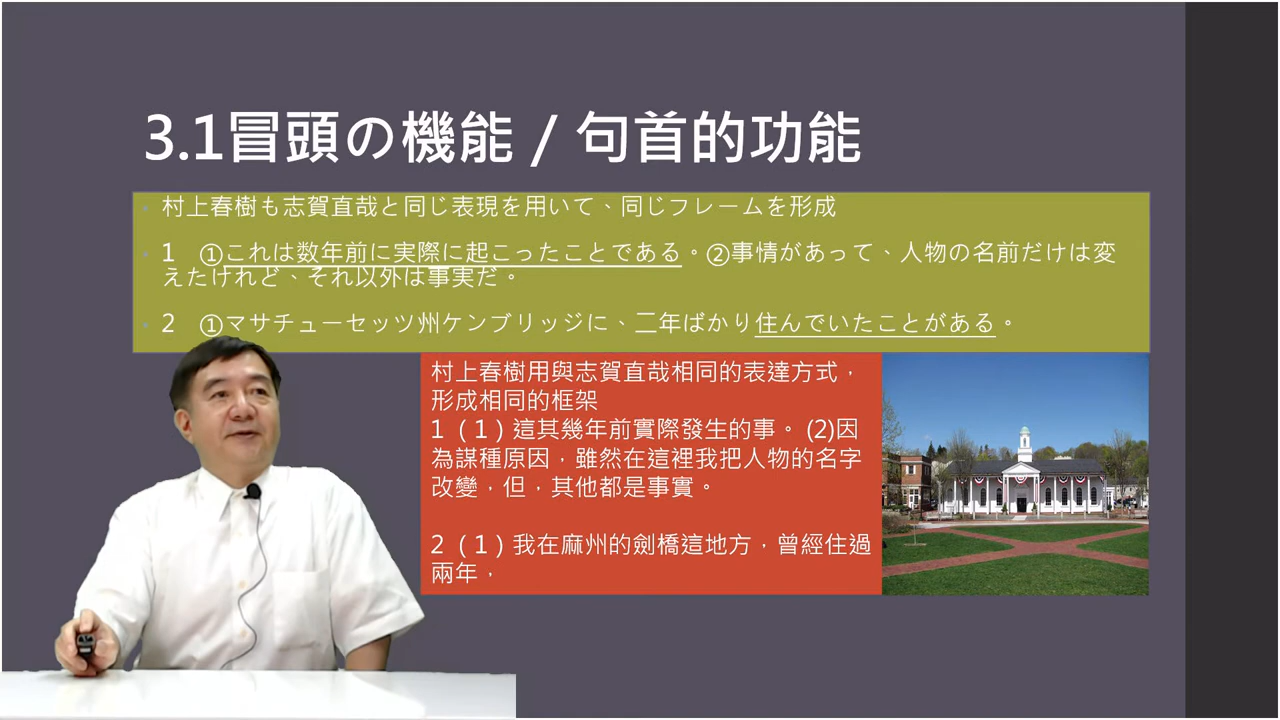 3.1冒頭の機能 / 句首的功能
村上春樹も志賀直哉と同じ表現を用いて、同じフレームを形成
1 ①これは数年前に実際に起こったことである。②事情があって、人物の名前だけは変
えたけれど、それ以外は事実だ。
2 ①マサチューセッツ州ケンブリッジに、二年ばかり住んでいたことがある。
村上春樹用與志賀直哉相同的表達方式，
形成相同的框架
1（1）這其幾年前實際發生的事。 (2)因
為謀種原因，雖然在這裡我把人物的名字
改變，但，其他都是事實。
2（1）我在麻州的劍橋這地方，曾經住過
兩年，